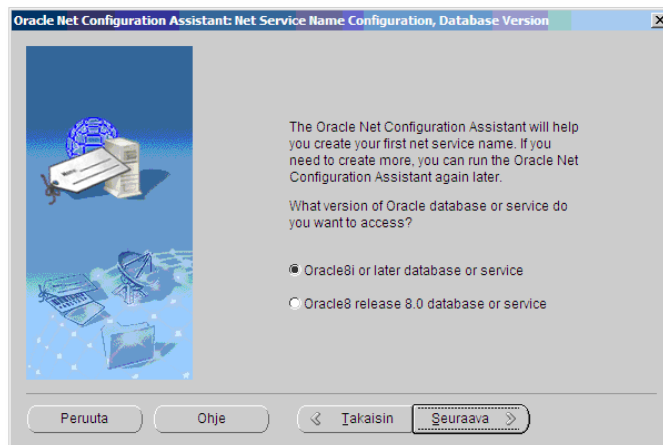 Oracle Net Configuration Assistant: Net Service Name Configuration, Database Version
The Oracle Net Configuration Assistant will help
you create your first net service name. If you
need to create more, you can run the Oracle Net
Configuration Assistant again later.
What version of Oracle database or service do
you want to access?
Oracle8i or later database or service
Oracle8 release 8.0 database or service
Peruuta
Ohje
Takaisin
Seuraava